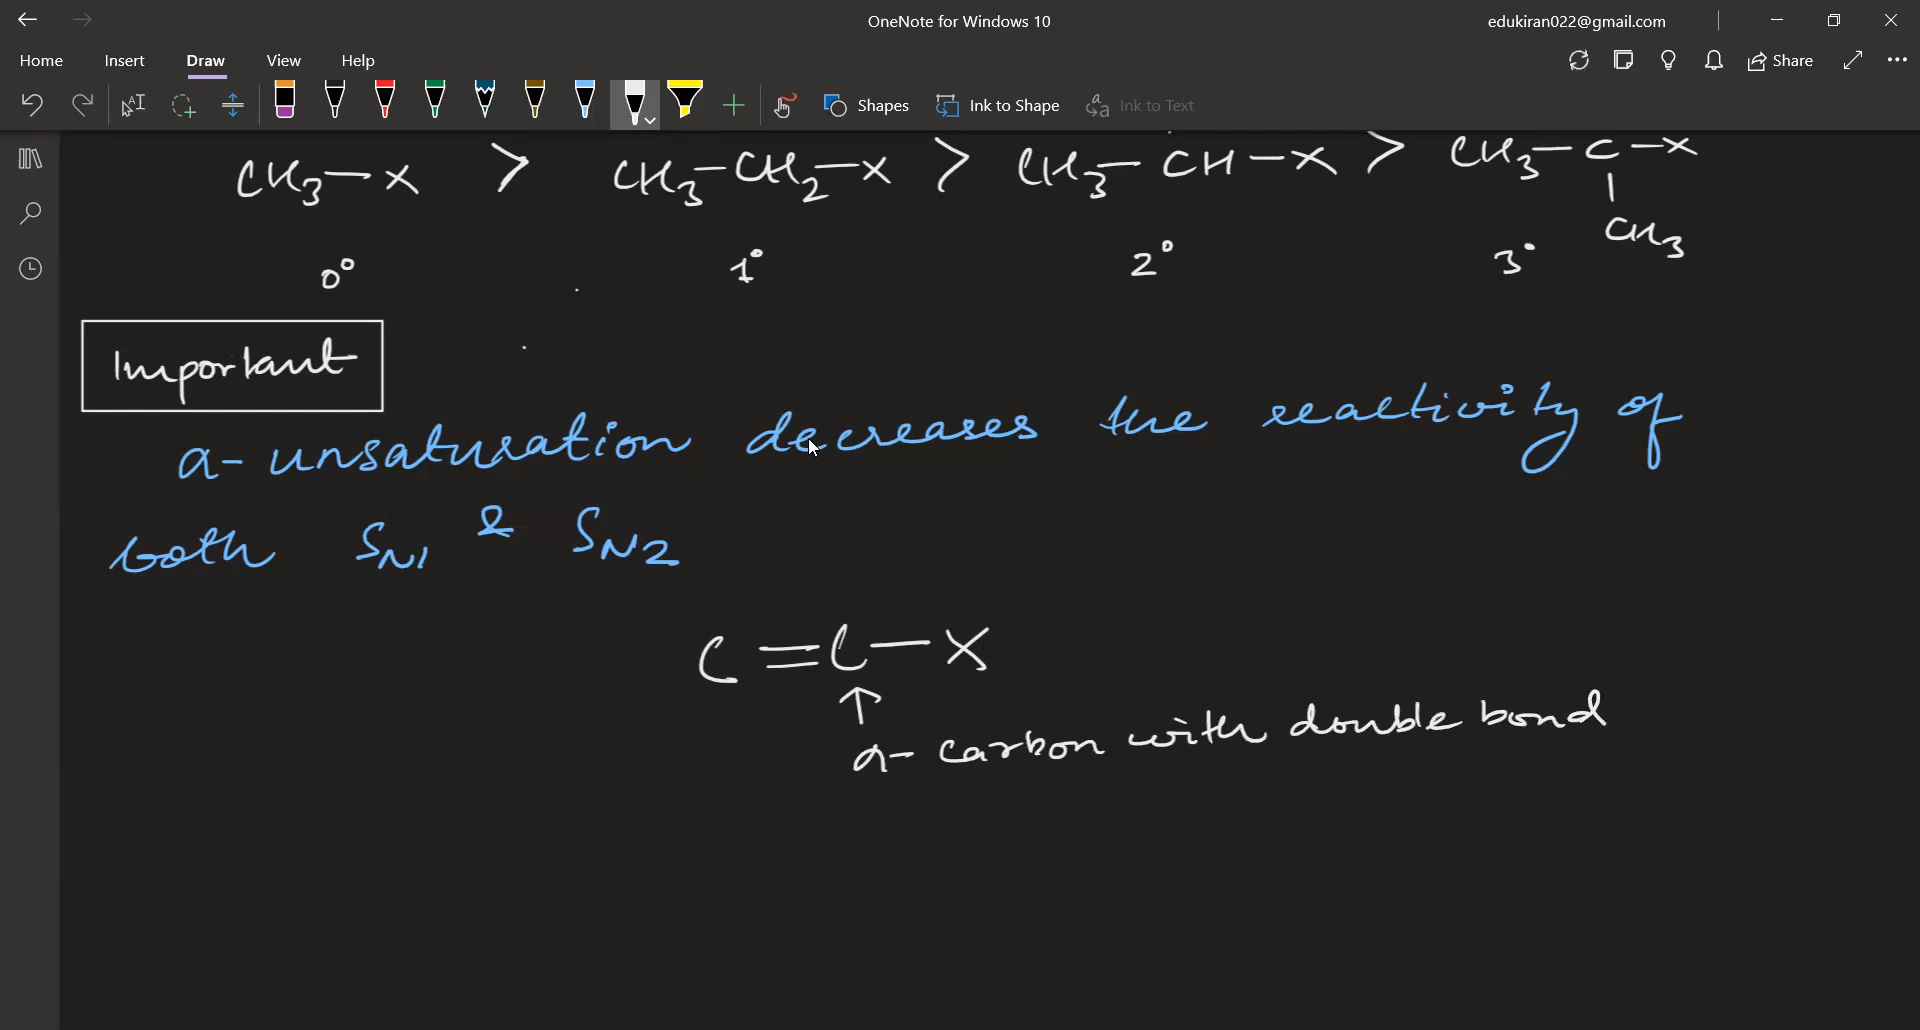 OneNote for Windows 10
edukiran022@gmail.com
Home Insert Draw View Help
Share
Shapes Ink to Shape Ink to Text
CH3-X > CH3-CH2-X > CH3-CH-X > CH3-C-X
CH3
0° 1° 2° 3°
Important
α-unsaturation decreases the reactivity of
both SN1 & SN2
C=C-X
↑
α-carbon with double bond